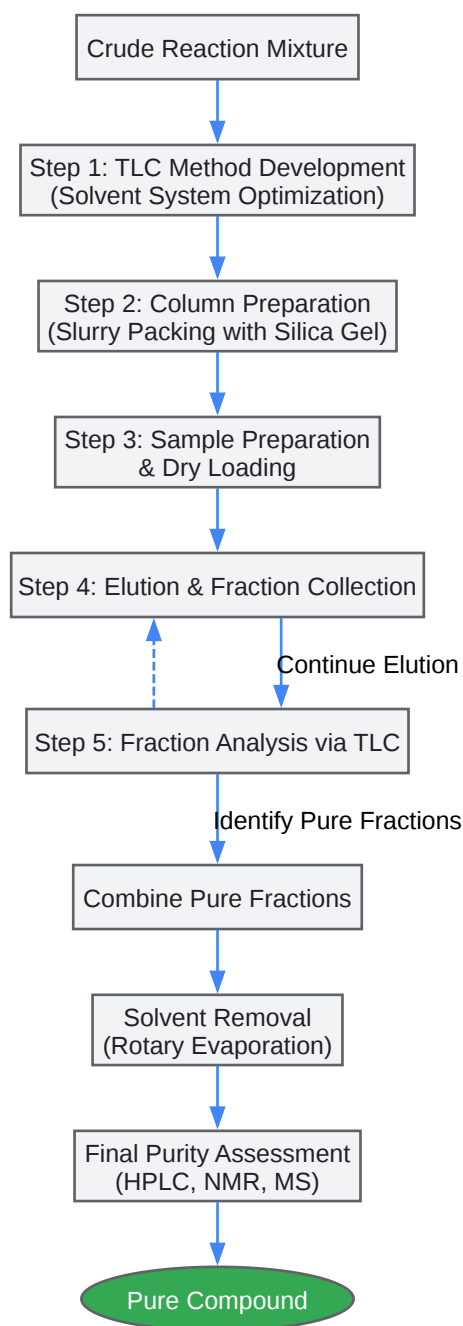 Crude Reaction Mixture
Step 1: TLC Method Development
(Solvent System Optimization)
Step 2: Column Preparation
(Slurry Packing with Silica Gel)
Step 3: Sample Preparation
& Dry Loading
Step 4: Elution & Fraction Collection
Continue Elution
Step 5: Fraction Analysis via TLC
Identify Pure Fractions
Combine Pure Fractions
Solvent Removal
(Rotary Evaporation)
Final Purity Assessment
(HPLC, NMR, MS)
Pure Compound